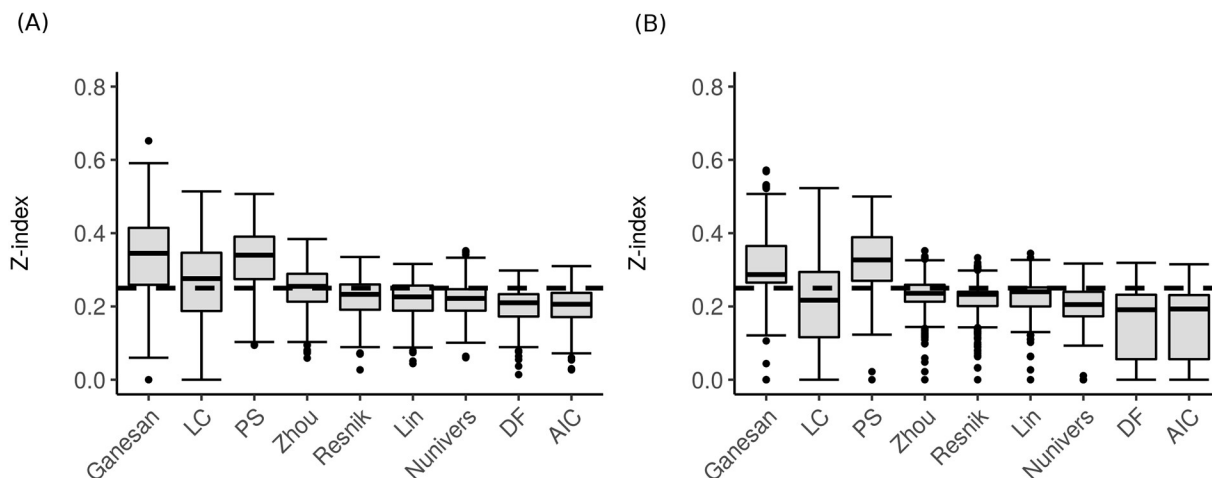 (A)
Z-index
0.8
0.6
0.4
0.2
0.0
Ganesan
LC
PS
Zhou
Resnik
Lin
Nunivers
DF
AIC
(B)
Z-index
0.8
0.6
0.4
0.2
0.0
Ganesan
LC
PS
Zhou
Resnik
Lin
Nunivers
DF
AIC